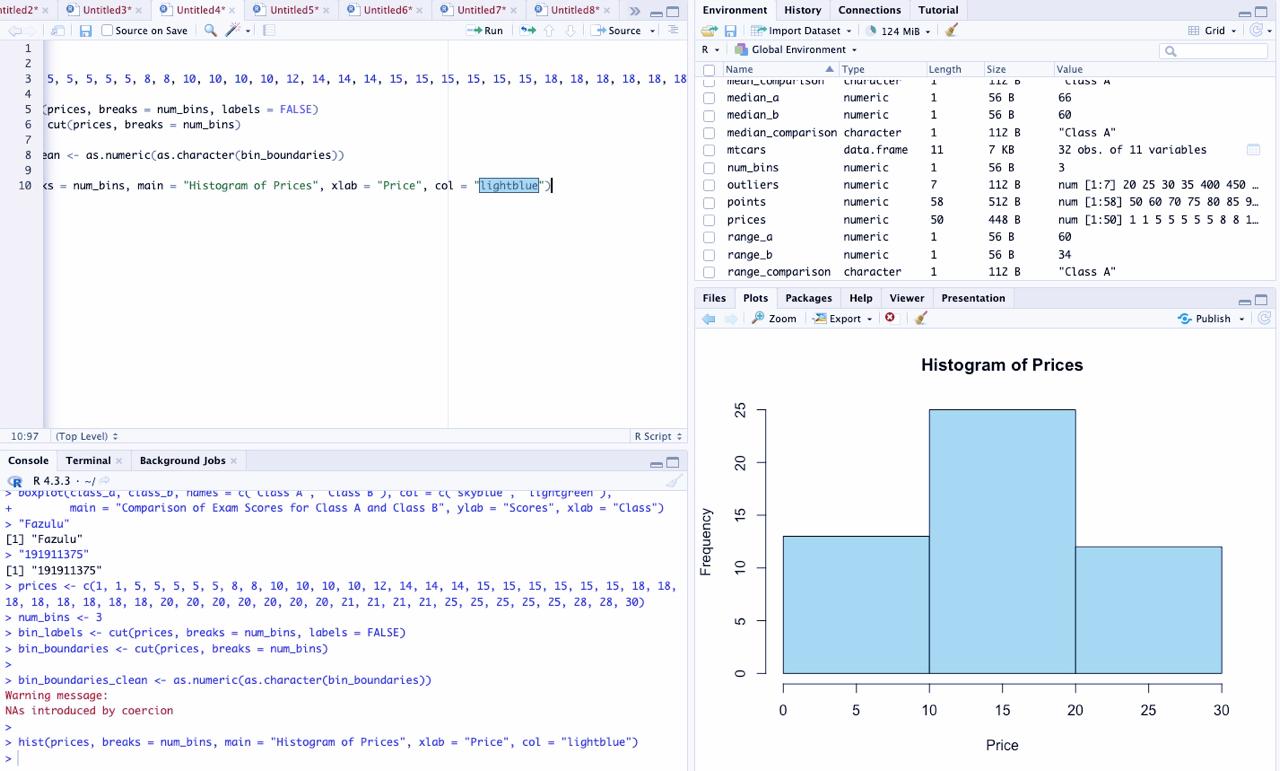 ntitled2* Untitled3* Untitled4* Untitled5* Untitled6* Untitled7* Untitled8*
Source on Save Run Source
1
2
3 5, 5, 5, 5, 5, 8, 8, 10, 10, 10, 10, 12, 14, 14, 14, 15, 15, 15, 15, 15, 15, 15, 18, 18, 18, 18, 18, 18
4
5 (prices, breaks = num_bins, labels = FALSE)
6 cut(prices, breaks = num_bins)
7
8 ean <- as.numeric(as.character(bin_boundaries))
9
10 ks = num_bins, main = "Histogram of Prices", xlab = "Price", col = "lightblue")
10:97 (Top Level) R Script
Console Terminal Background Jobs
R 4.3.3 · ~/
> boxplot(class_a, class_b, names = c("Class A", "Class B"), col = c("skyblue", "lightgreen"),
+ main = "Comparison of Exam Scores for Class A and Class B", ylab = "Scores", xlab = "Class")
> "Fazulu"
[1] "Fazulu"
> "191911375"
[1] "191911375"
> prices <- c(1, 1, 5, 5, 5, 5, 5, 8, 8, 10, 10, 10, 10, 12, 14, 14, 14, 15, 15, 15, 15, 15, 15, 18, 18,
18, 18, 18, 18, 18, 18, 20, 20, 20, 20, 20, 20, 20, 21, 21, 21, 21, 25, 25, 25, 25, 25, 28, 28, 30)
> num_bins <- 3
> bin_labels <- cut(prices, breaks = num_bins, labels = FALSE)
> bin_boundaries <- cut(prices, breaks = num_bins)
>
> bin_boundaries_clean <- as.numeric(as.character(bin_boundaries))
Warning message:
NAs introduced by coercion
>
> hist(prices, breaks = num_bins, main = "Histogram of Prices", xlab = "Price", col = "lightblue")
>
Environment History Connections Tutorial
Import Dataset 124 MiB Grid
R Global Environment
Name Type Length Size Value
mean_comparison character 1 112 B "Class A"
median_a numeric 1 56 B 66
median_b numeric 1 56 B 60
median_comparison character 1 112 B "Class A"
mtcars data.frame 11 7 KB 32 obs. of 11 variables
num_bins numeric 1 56 B 3
outliers numeric 7 112 B num [1:7] 20 25 30 35 400 450 …
points numeric 58 512 B num [1:58] 50 60 70 75 80 85 9…
prices numeric 50 448 B num [1:50] 1 1 5 5 5 5 5 8 8 1…
range_a numeric 1 56 B 60
range_b numeric 1 56 B 34
range_comparison character 1 112 B "Class A"
Files Plots Packages Help Viewer Presentation
Zoom Export Publish
Histogram of Prices
Frequency
25
20
15
10
5
0
0 5 10 15 20 25 30
Price